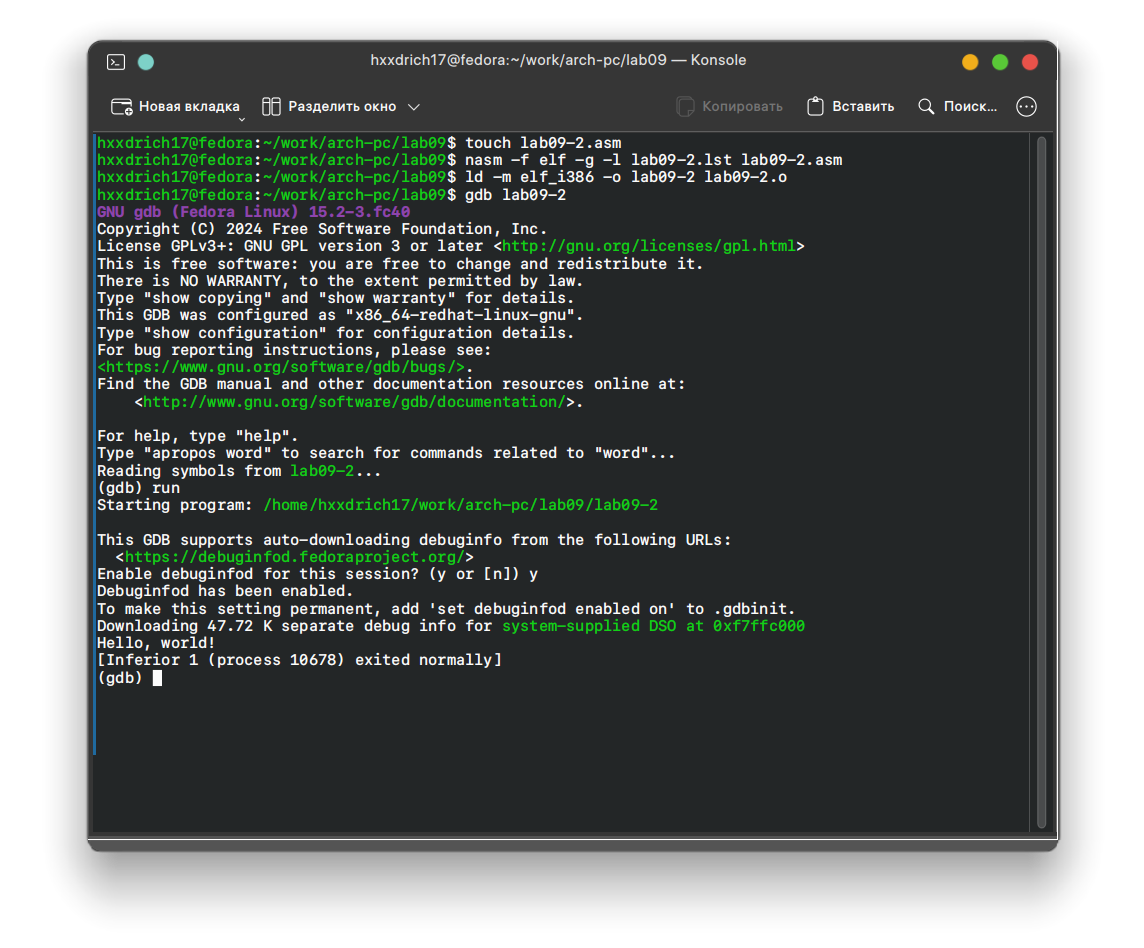 hxxdrich17@fedora:~/work/arch-pc/lab09 — Konsole
Новая вкладка Разделить окно Копировать Вставить Поиск...
hxxdrich17@fedora:~/work/arch-pc/lab09$ touch lab09-2.asm
hxxdrich17@fedora:~/work/arch-pc/lab09$ nasm -f elf -g -l lab09-2.lst lab09-2.asm
hxxdrich17@fedora:~/work/arch-pc/lab09$ ld -m elf_i386 -o lab09-2 lab09-2.o
hxxdrich17@fedora:~/work/arch-pc/lab09$ gdb lab09-2
GNU gdb (Fedora Linux) 15.2-3.fc40
Copyright (C) 2024 Free Software Foundation, Inc.
License GPLv3+: GNU GPL version 3 or later <http://gnu.org/licenses/gpl.html>
This is free software: you are free to change and redistribute it.
There is NO WARRANTY, to the extent permitted by law.
Type "show copying" and "show warranty" for details.
This GDB was configured as "x86_64-redhat-linux-gnu".
Type "show configuration" for configuration details.
For bug reporting instructions, please see:
<https://www.gnu.org/software/gdb/bugs/>.
Find the GDB manual and other documentation resources online at:
    <http://www.gnu.org/software/gdb/documentation/>.

For help, type "help".
Type "apropos word" to search for commands related to "word"...
Reading symbols from lab09-2...
(gdb) run
Starting program: /home/hxxdrich17/work/arch-pc/lab09/lab09-2

This GDB supports auto-downloading debuginfo from the following URLs:
  <https://debuginfod.fedoraproject.org/>
Enable debuginfod for this session? (y or [n]) y
Debuginfod has been enabled.
To make this setting permanent, add 'set debuginfod enabled on' to .gdbinit.
Downloading 47.72 K separate debug info for system-supplied DSO at 0xf7ffc000
Hello, world!
[Inferior 1 (process 10678) exited normally]
(gdb)